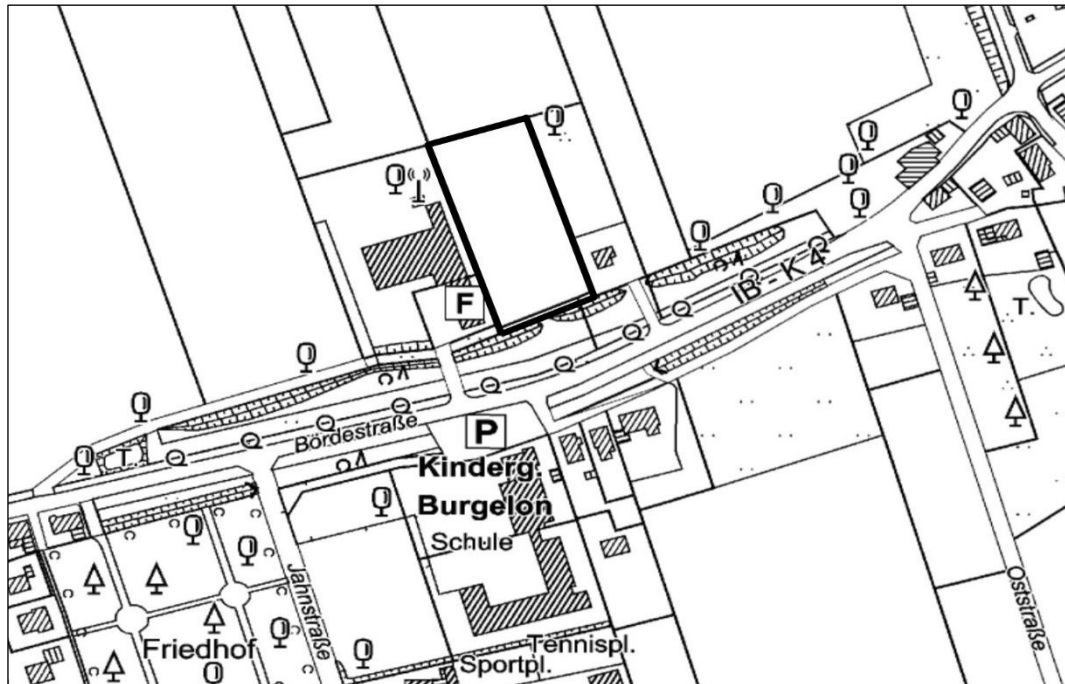 F
IB - K 4
T.
Bördestraße
P
T.
Kinderg.
Burgelon
Schule
Jahnstraße
Oststraße
Friedhof
Tennispl.
Sportpl.